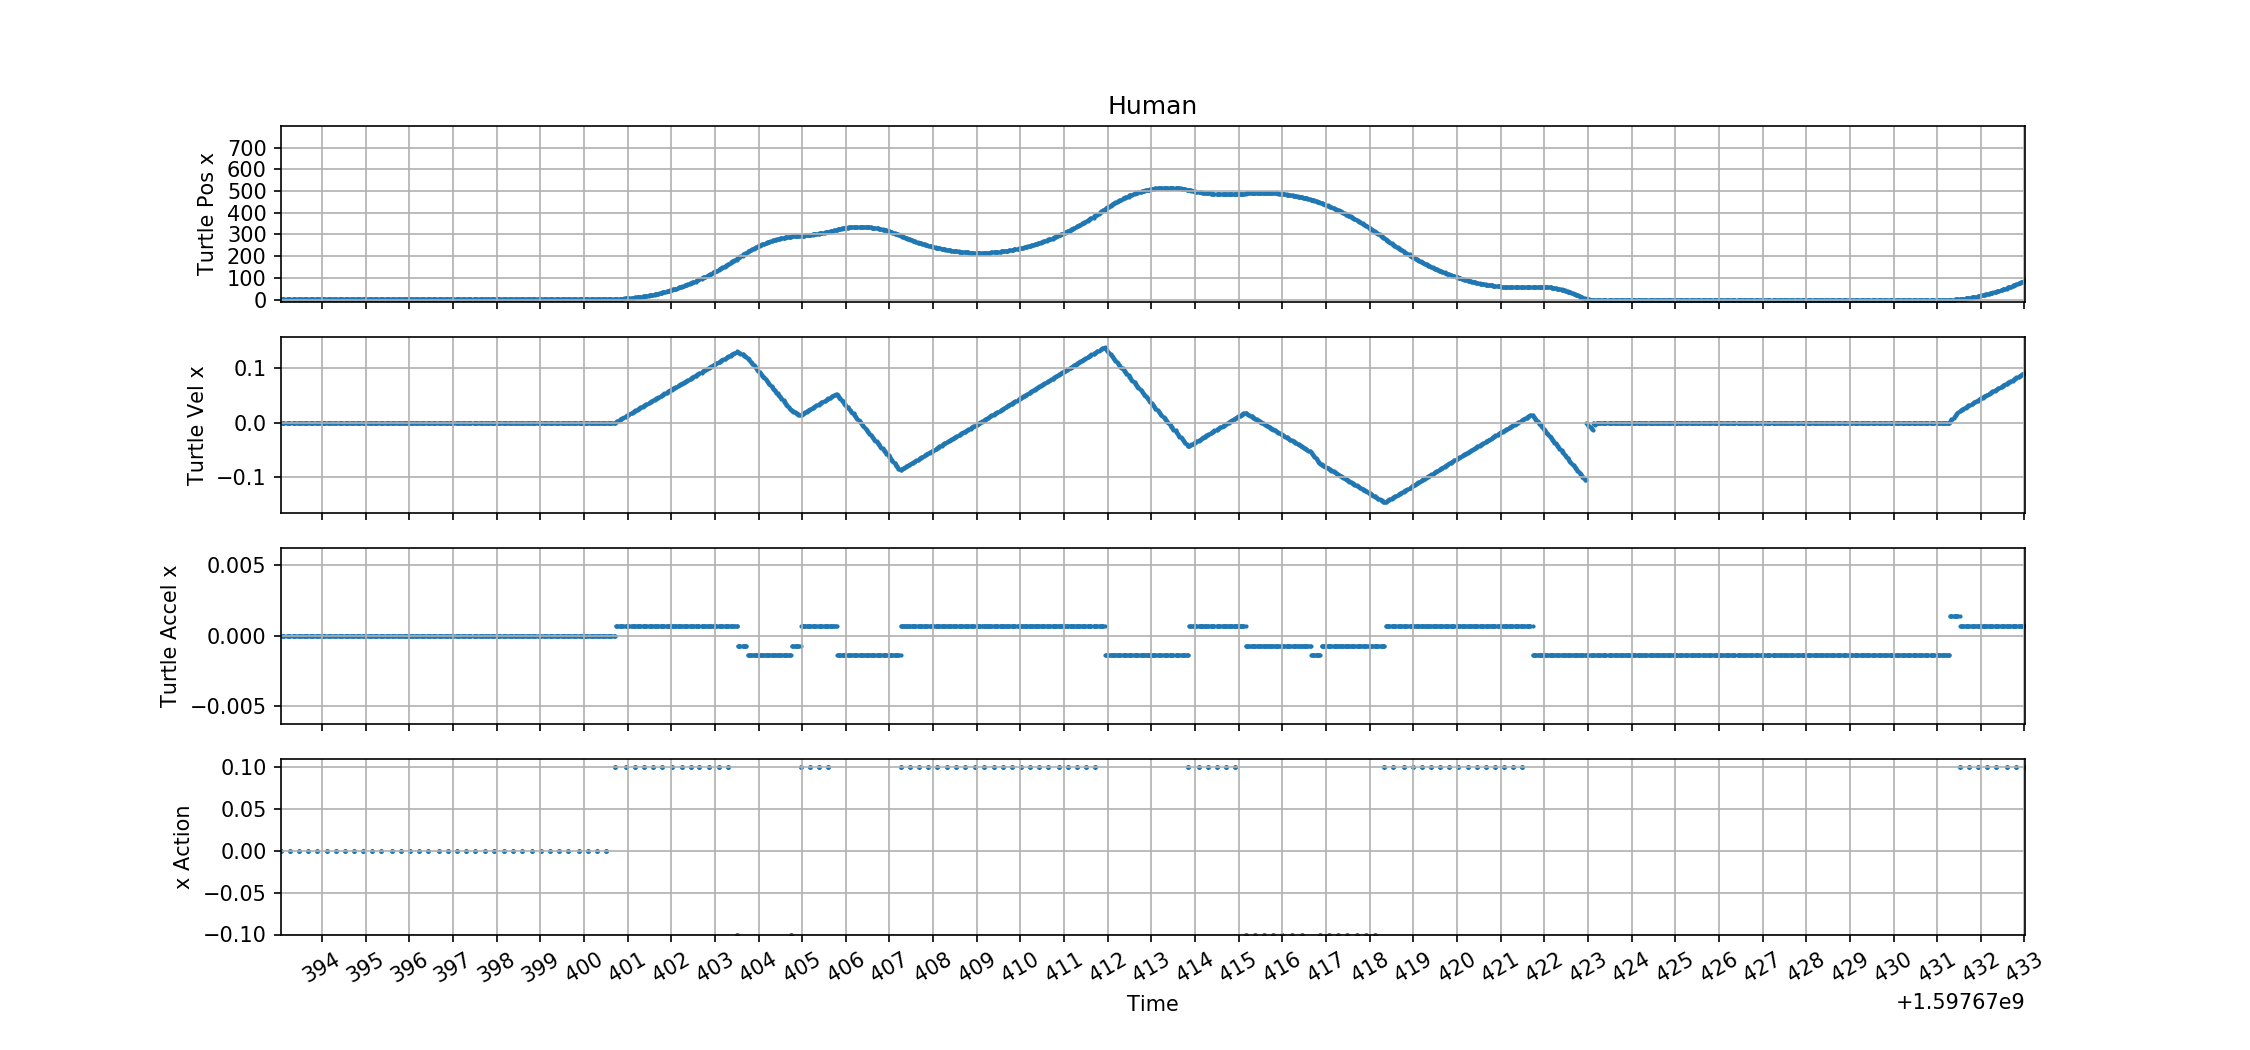 Human
Turtle Pos x
700
600
500
400
300
200
100
0
Turtle Vel x
0.1
0.0
−0.1
Turtle Accel x
0.005
0.000
−0.005
x Action
0.10
0.05
0.00
−0.05
−0.10
394 395 396 397 398 399 400 401 402 403 404 405 406 407 408 409 410 411 412 413 414 415 416 417 418 419 420 421 422 423 424 425 426 427 428 429 430 431 432 433
Time
+1.59767e9